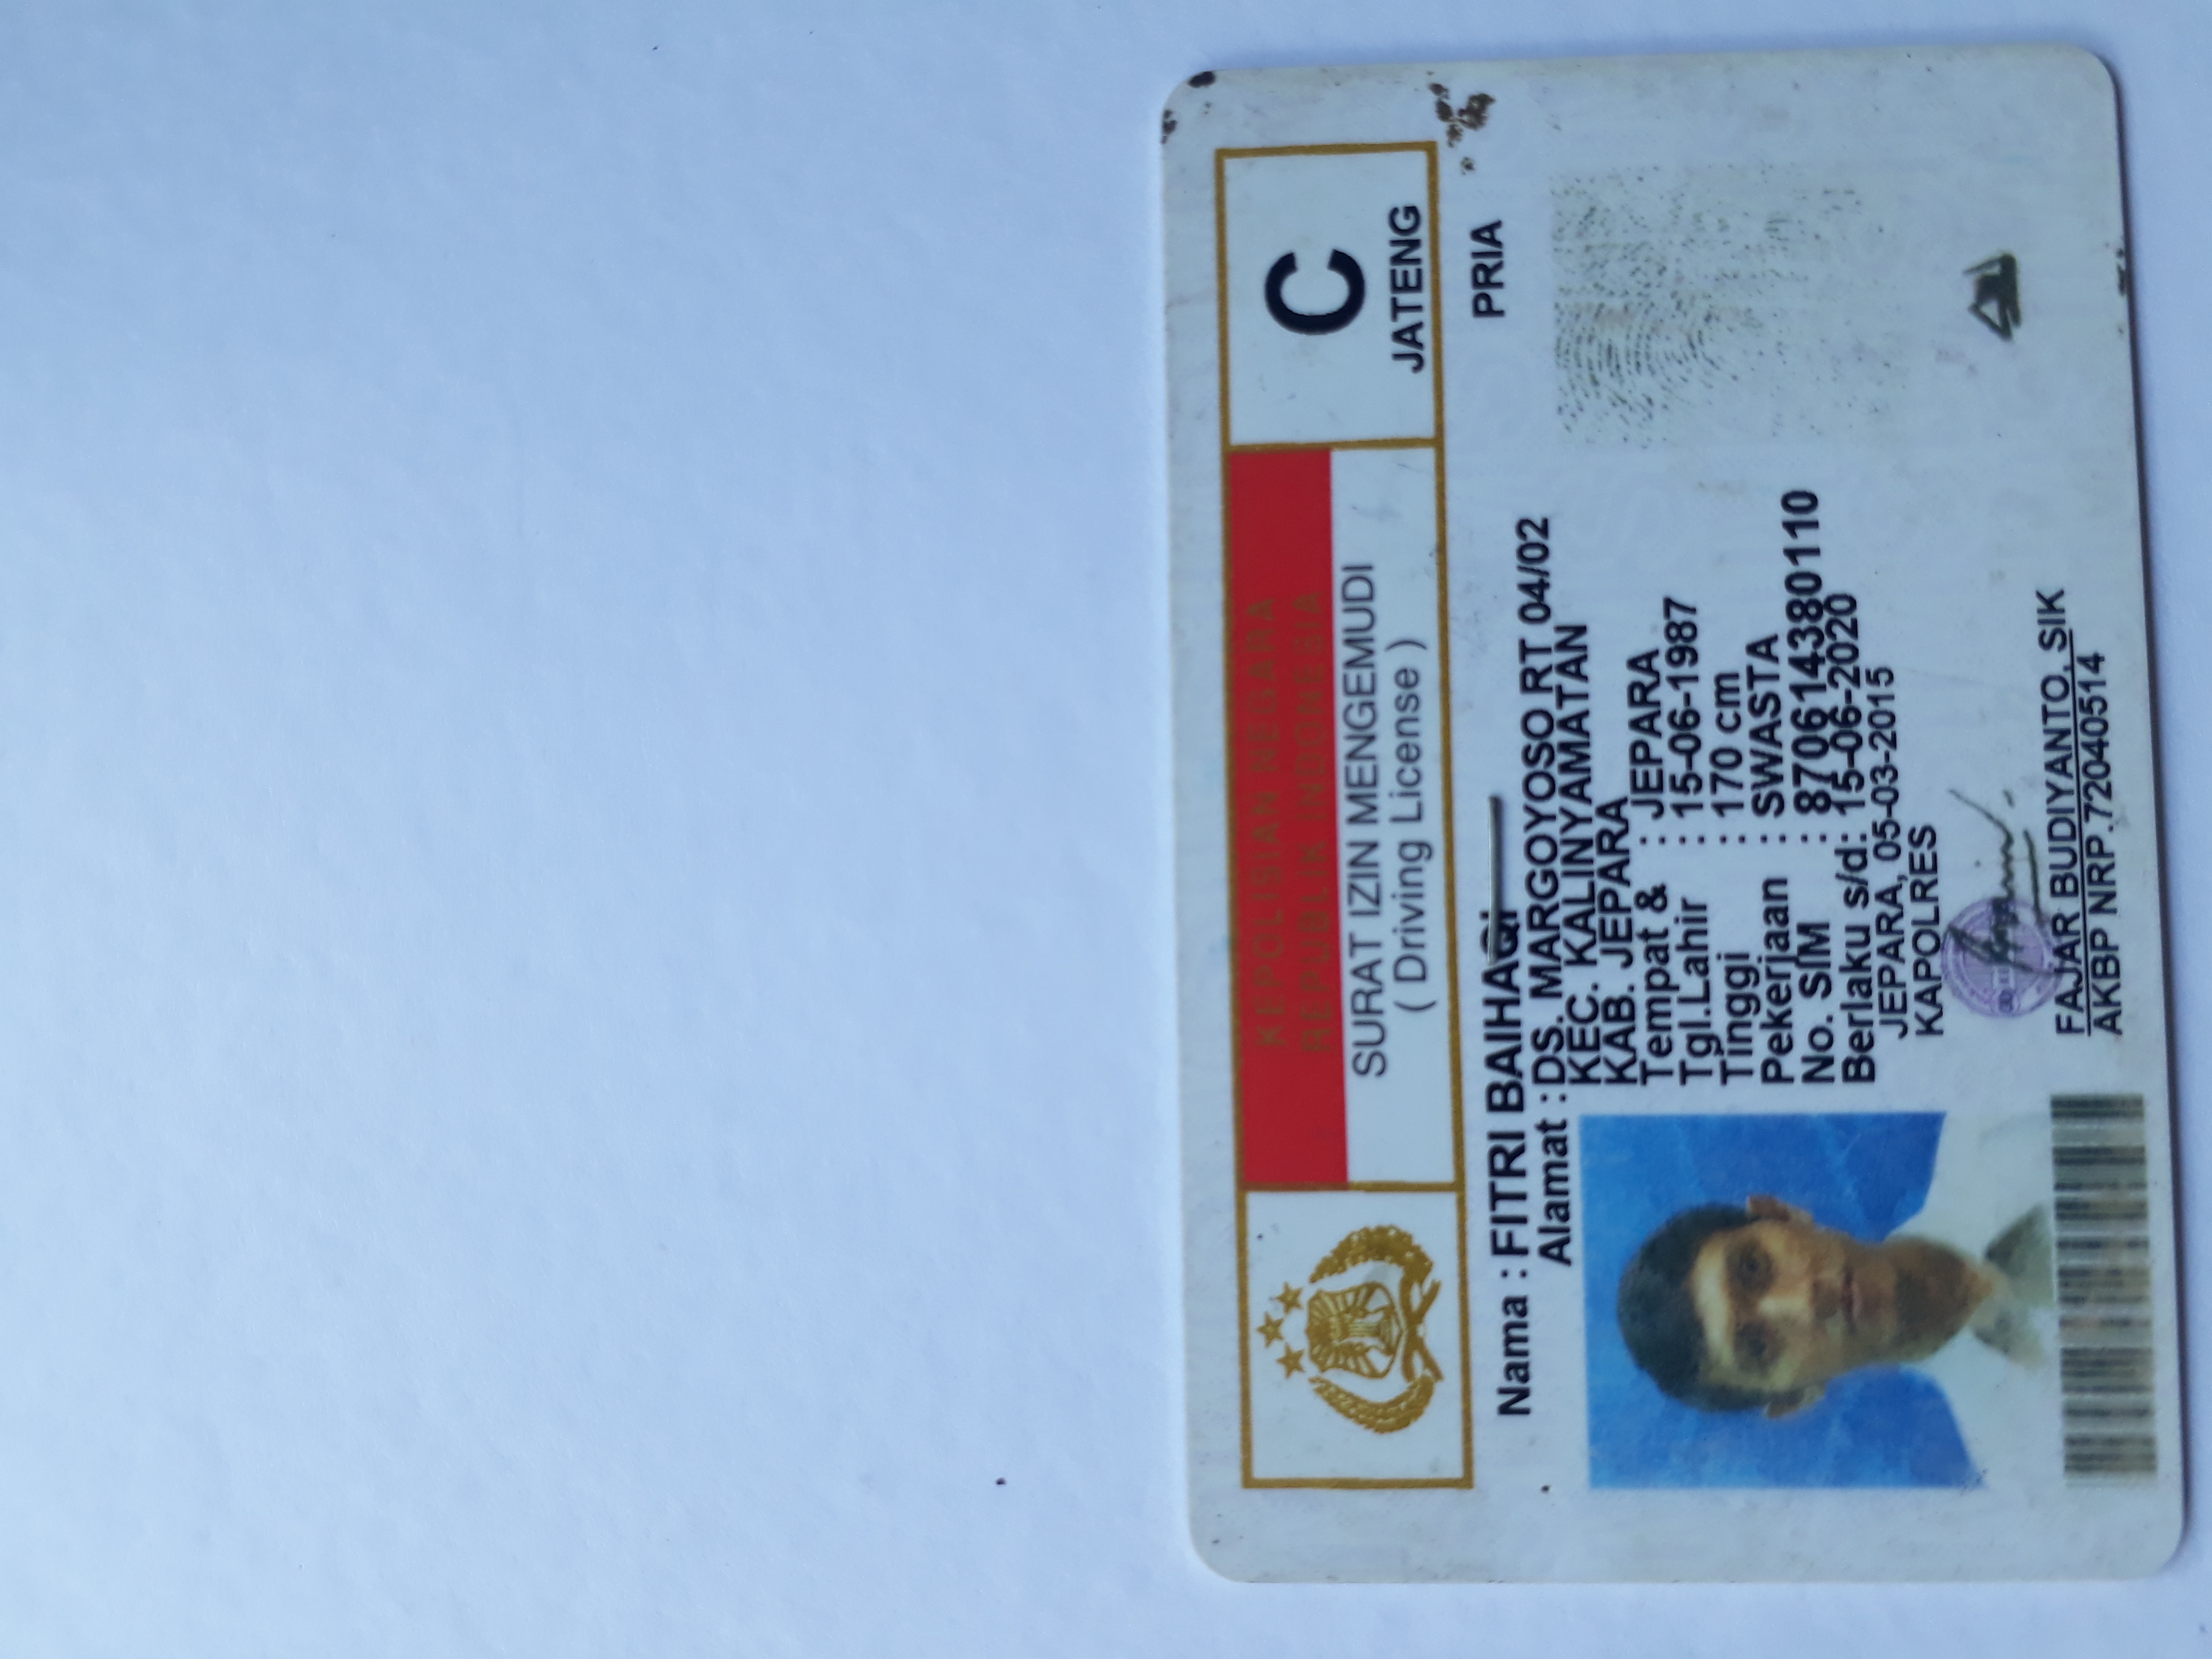 KEPOLISIAN NEGARA
REPUBLIK INDONESIA
SURAT IZIN MENGEMUDI
( Driving License )
C
JATENG
Nama : FITRI BAIHAQI
PRIA
Alamat : DS. MARGOYOSO RT 04/02
KEC. KALINYAMATAN
KAB. JEPARA
Tempat & : JEPARA
Tgl.Lahir : 15-06-1987
Tinggi : 170 cm
Pekerjaan : SWASTA
No. SIM : 870614380110
Berlaku s/d: 15-06-2020
JEPARA, 05-03-2015
KAPOLRES
FAJAR BUDIYANTO, SIK
AKBP NRP.72040514